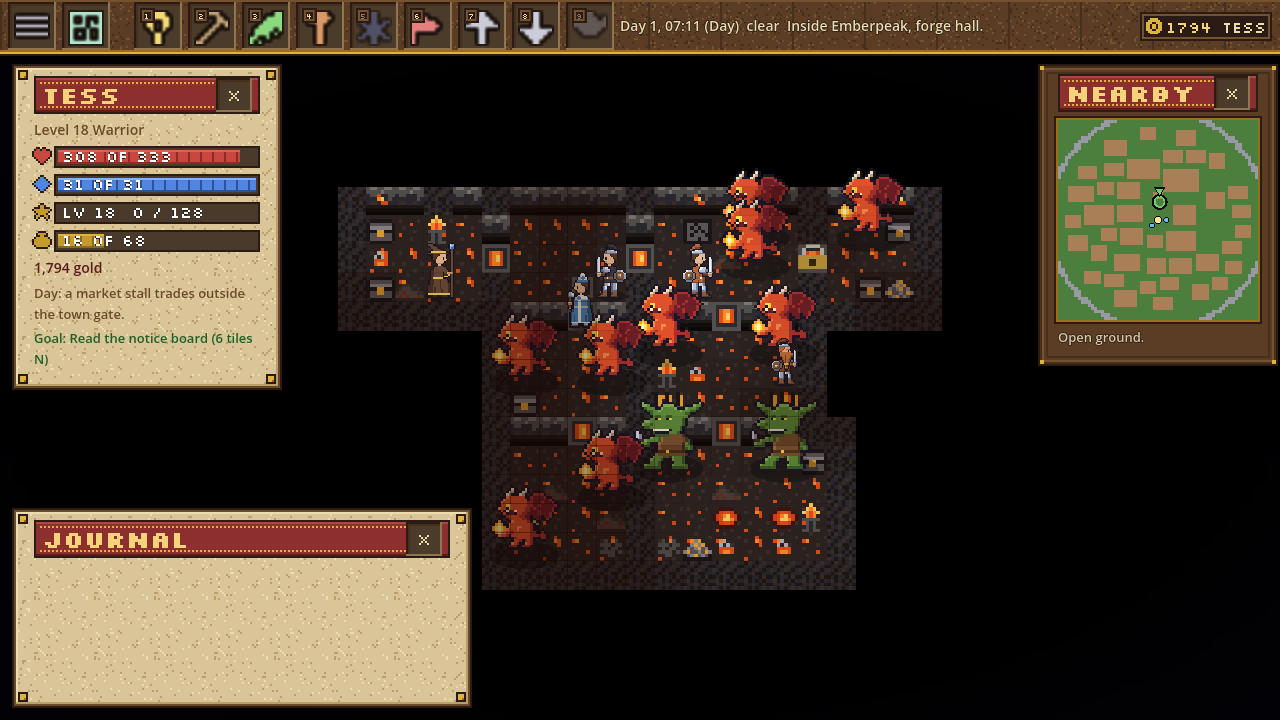 1 2 3 4 5 6 7 8 9
Day 1, 07:11 (Day) clear Inside Emberpeak, forge hall.
1794 TESS
TESS
Level 18 Warrior
308 OF 333
31 OF 31
LV 18 0 / 128
18 OF 68
1,794 gold
Day: a market stall trades outside
the town gate.
Goal: Read the notice board (6 tiles
N)
NEARBY
Open ground.
JOURNAL